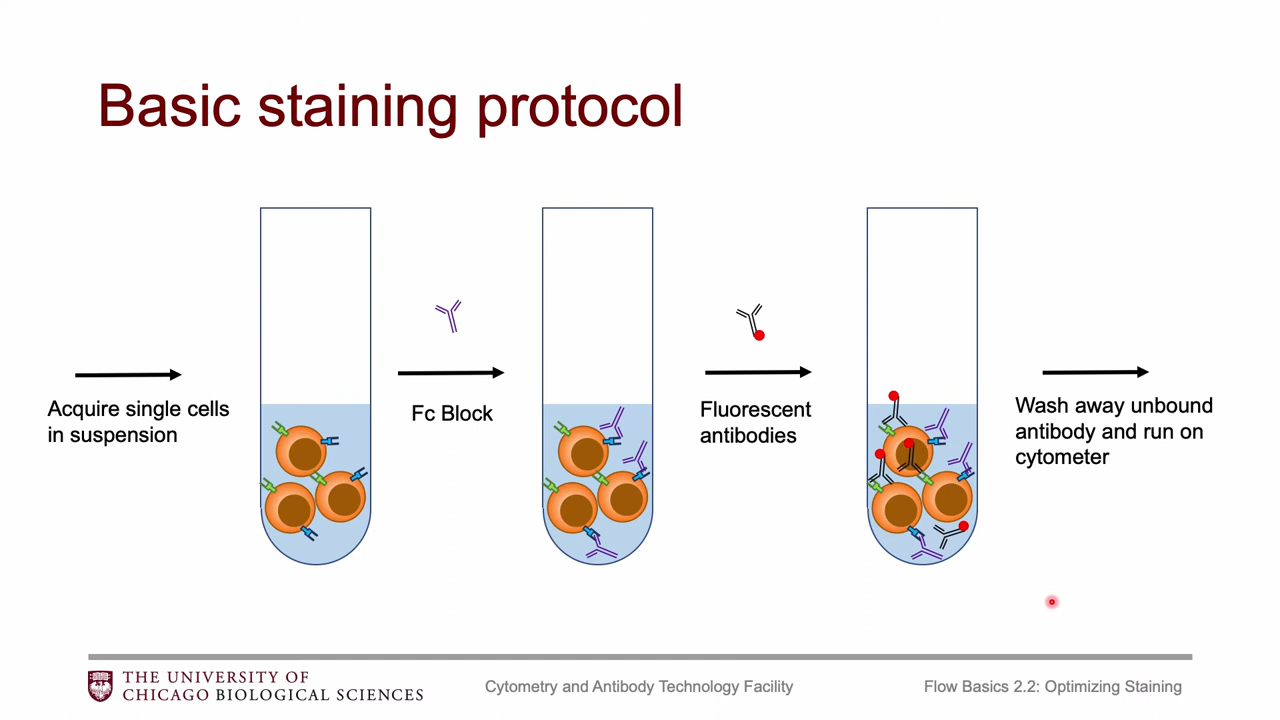 Basic staining protocol
Acquire single cells
in suspension
Fc Block
Fluorescent
antibodies
Wash away unbound
antibody and run on
cytometer
THE UNIVERSITY OF
CHICAGO BIOLOGICAL SCIENCES
Cytometry and Antibody Technology Facility
Flow Basics 2.2: Optimizing Staining